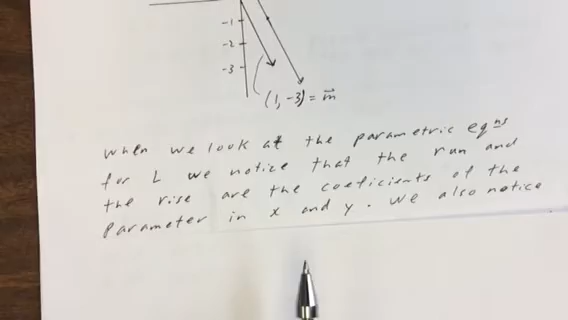 -1
-2
-3
(1, -3) = m⃗
When we look at the parametric eqns
for L we notice that the run and
the rise are the coeficients of the
parameter in x and y. We also notice